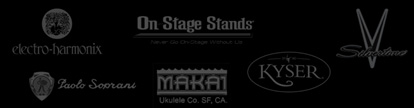 On Stage Stands
Never Go On-Stage Without Us!
electro-harmonix
Silvertone
KYSER
Paolo Soprani
MAKAI
Ukulele Co. SF, CA.